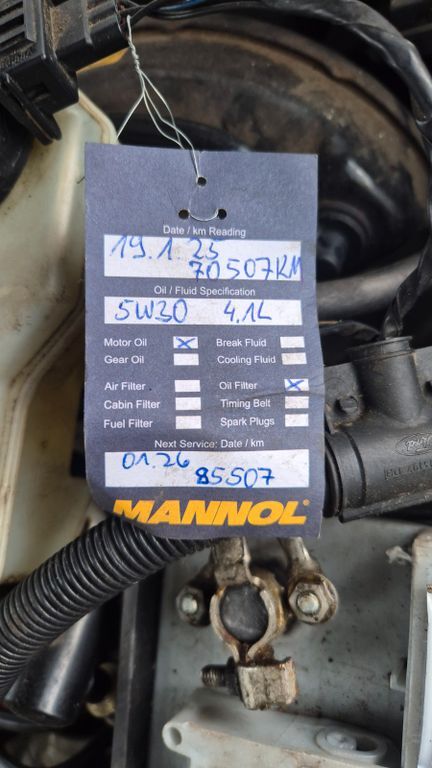 Date / km Reading
19.1.25
70507KM
Oil / Fluid Specification
5W30 4.1L
Motor Oil Break Fluid
Gear Oil Cooling Fluid
Air Filter Oil Filter
Cabin Filter Timing Belt
Fuel Filter Spark Plugs
Next Service: Date / km
01.26 85507
MANNOL
Ford